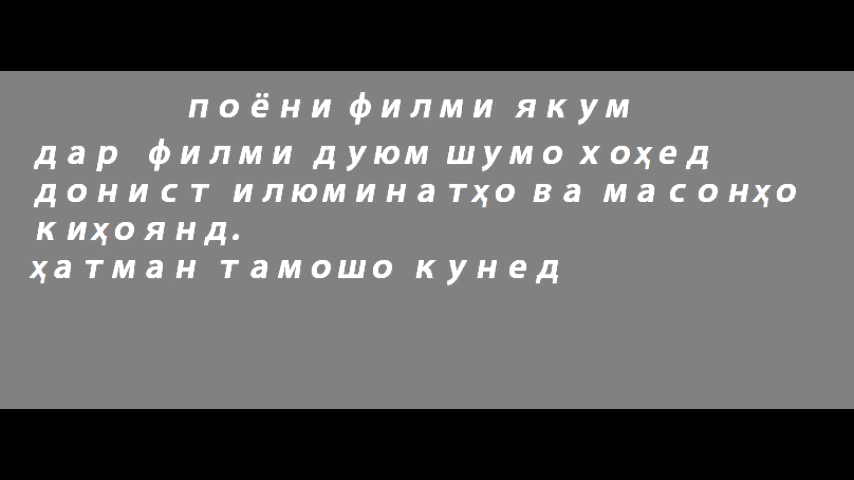 поёни филми якум
дар филми дуюм шумо хоҳед
донист илюминатҳо ва масонҳо
киҳоянд.
ҳатман тамошо кунед